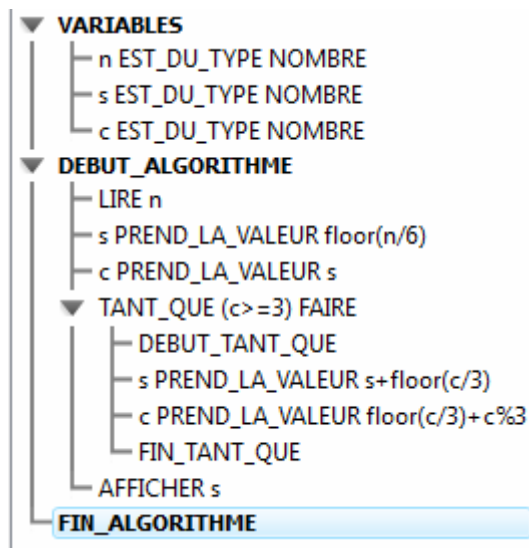 VARIABLES
n EST_DU_TYPE NOMBRE
s EST_DU_TYPE NOMBRE
c EST_DU_TYPE NOMBRE
DEBUT_ALGORITHME
LIRE n
s PREND_LA_VALEUR floor(n/6)
c PREND_LA_VALEUR s
TANT_QUE (c>=3) FAIRE
DEBUT_TANT_QUE
s PREND_LA_VALEUR s+floor(c/3)
c PREND_LA_VALEUR floor(c/3)+c%3
FIN_TANT_QUE
AFFICHER s
FIN_ALGORITHME